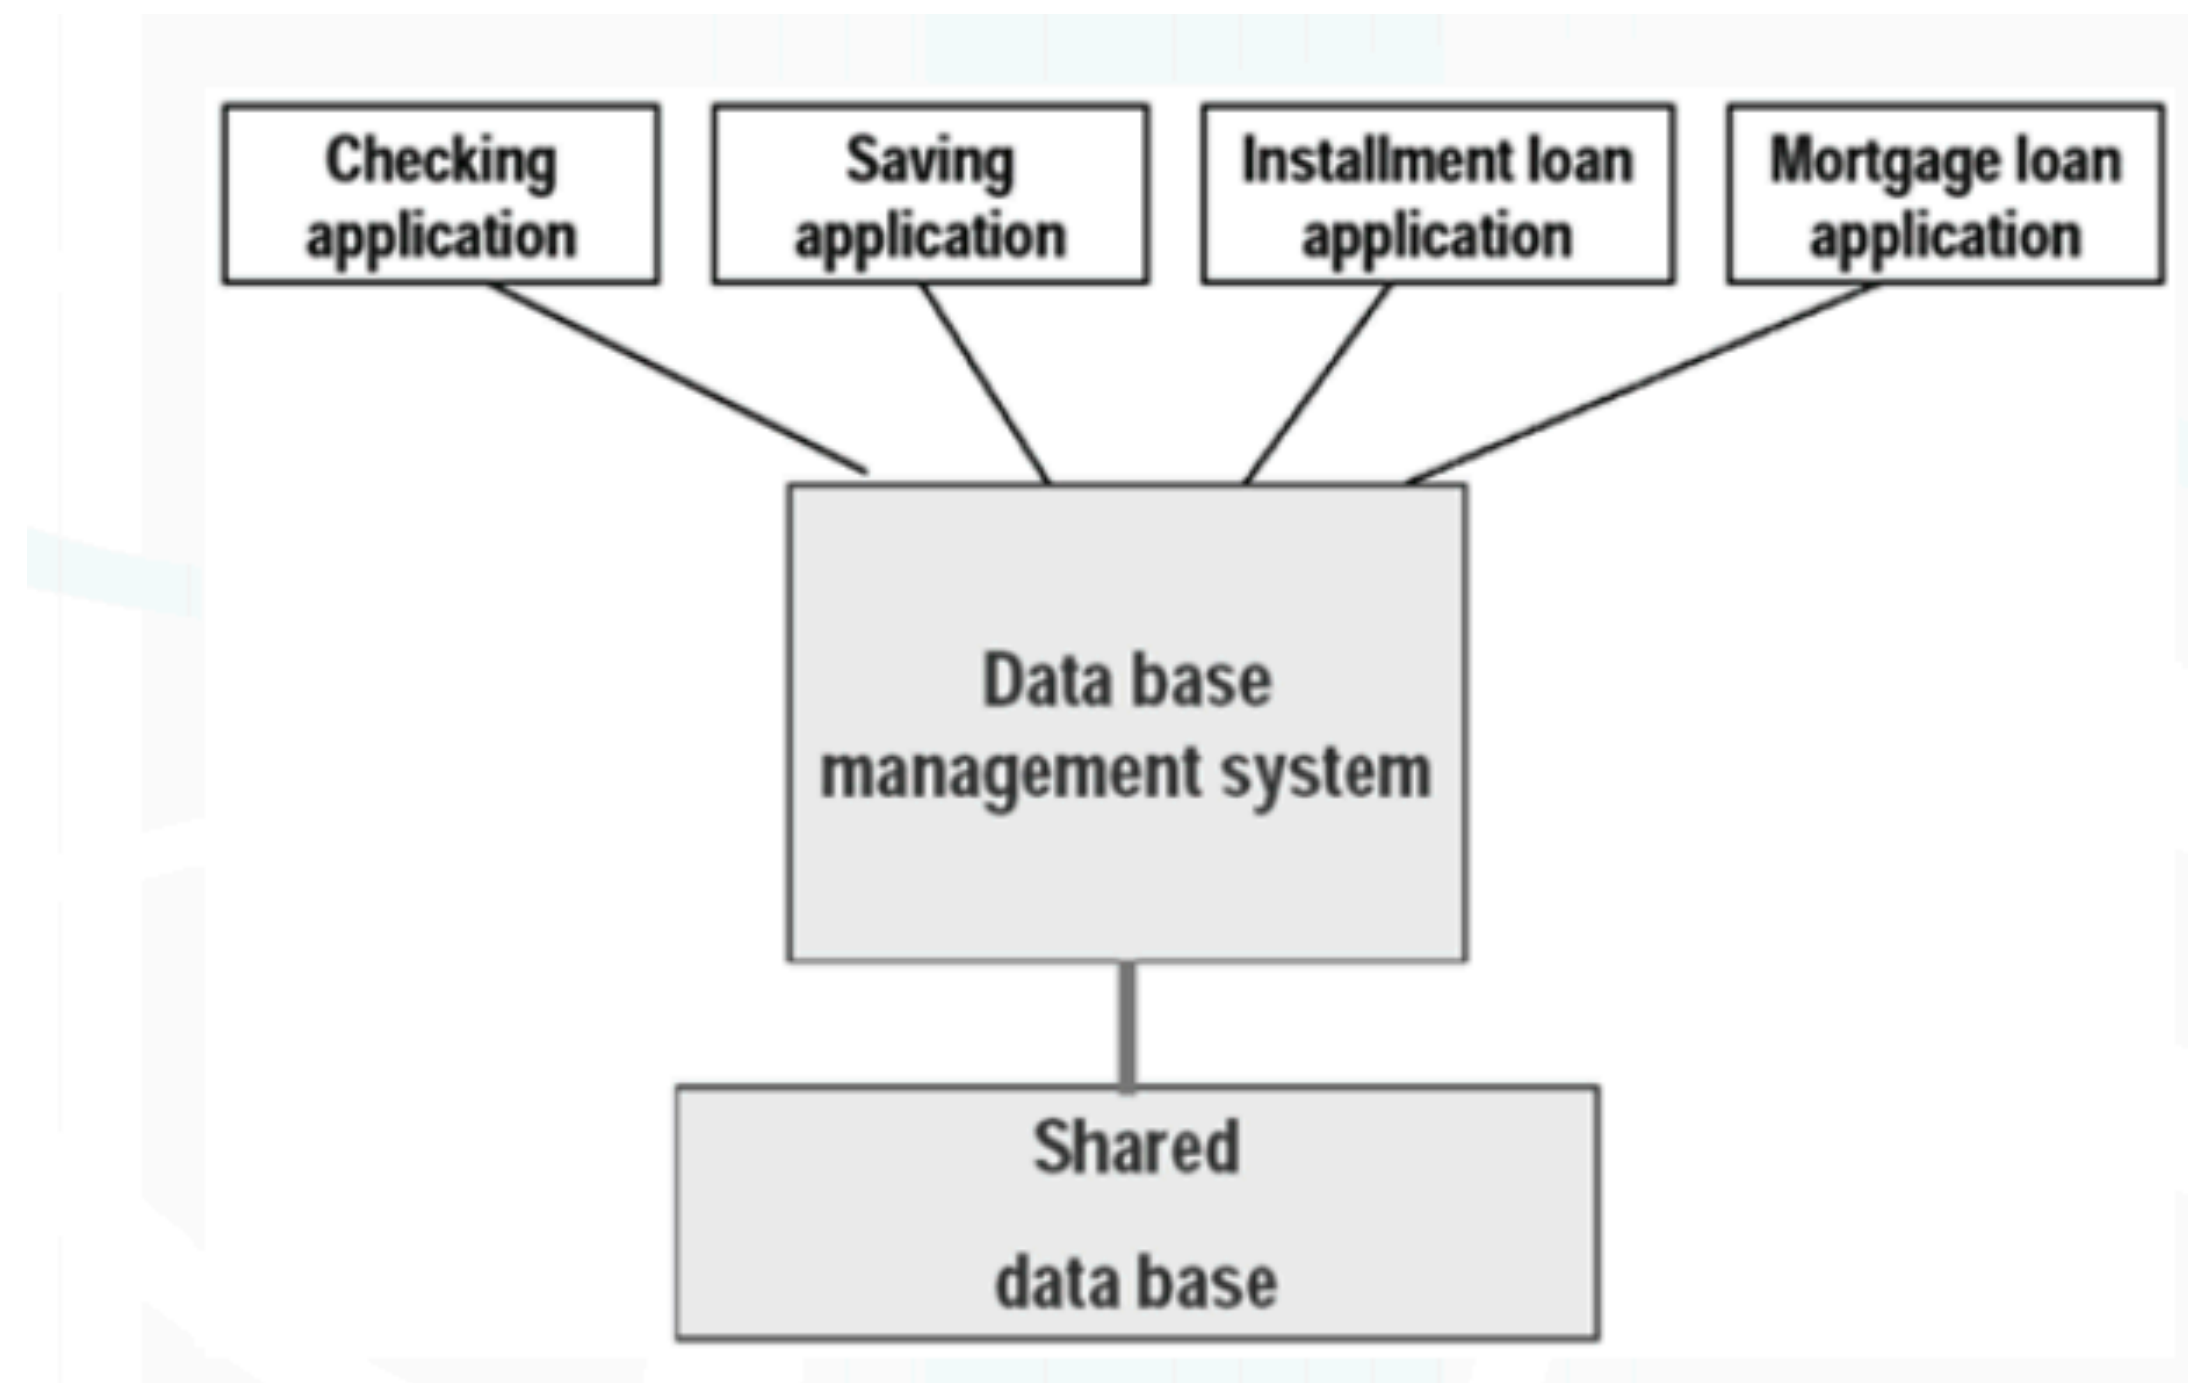 Checking
application
Saving
application
Installment loan
application
Mortgage loan
application
Data base
management system
Shared
data base